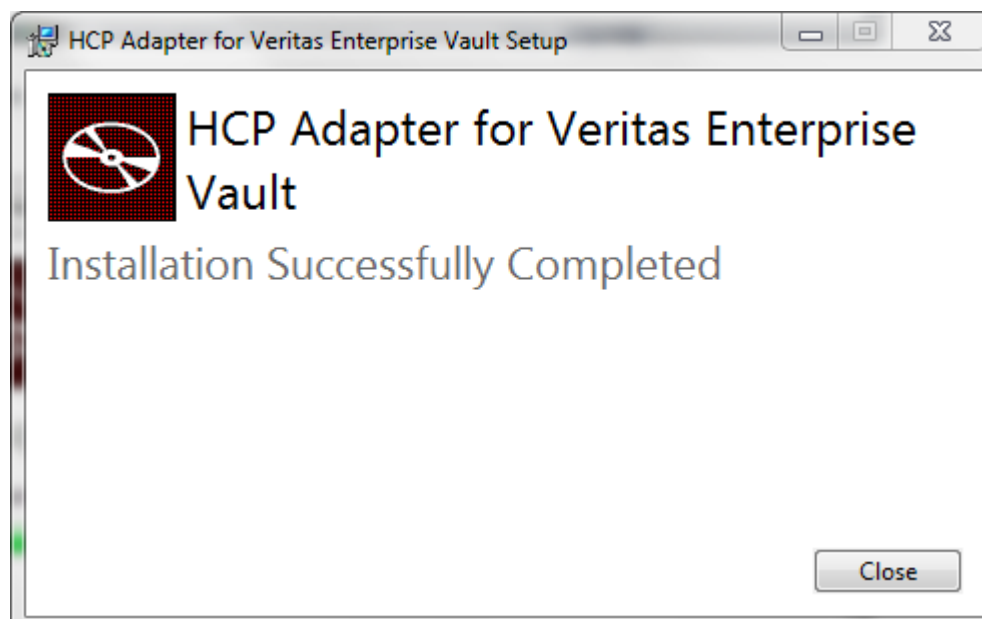 HCP Adapter for Veritas Enterprise Vault Setup
HCP Adapter for Veritas Enterprise
Vault
Installation Successfully Completed
Close